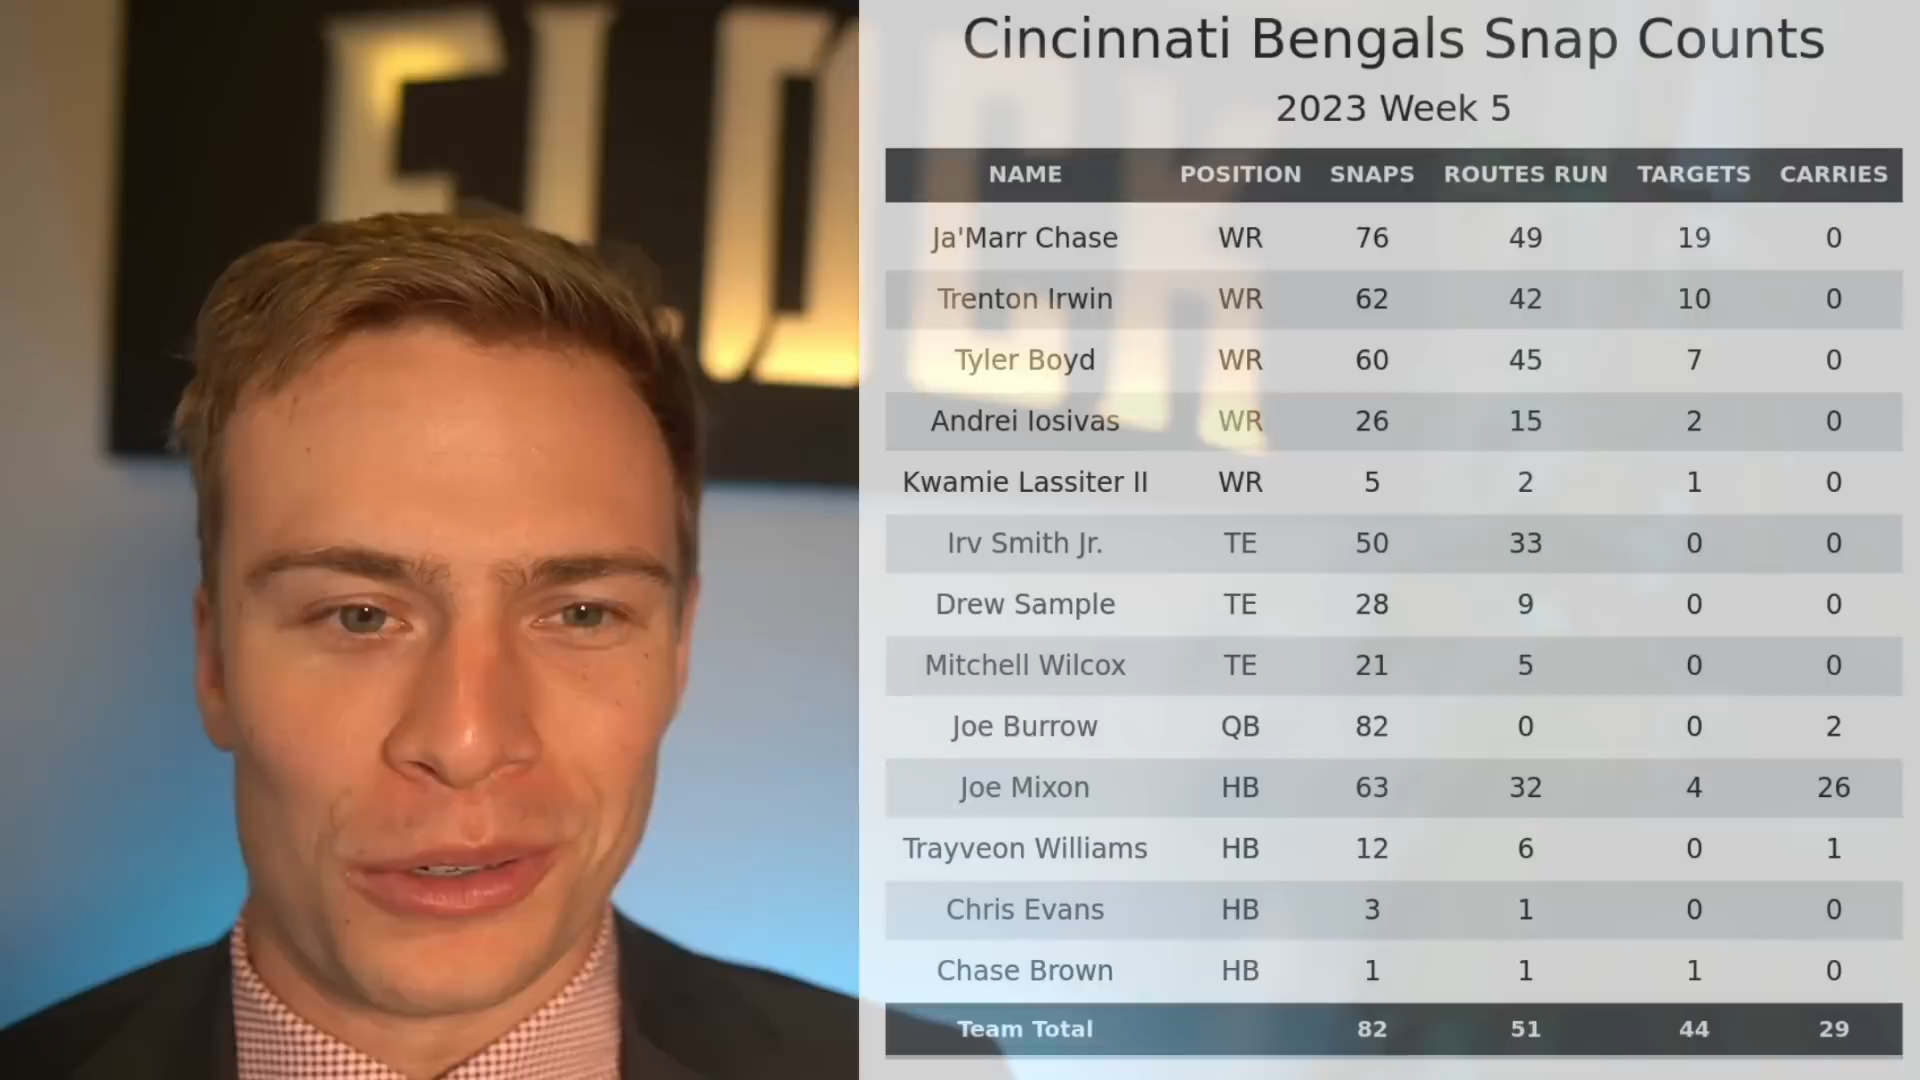 FLOCK
Cincinnati Bengals Snap Counts
2023 Week 5
NAME POSITION SNAPS ROUTES RUN TARGETS CARRIES
Ja'Marr Chase WR 76 49 19 0
Trenton Irwin WR 62 42 10 0
Tyler Boyd WR 60 45 7 0
Andrei Iosivas WR 26 15 2 0
Kwamie Lassiter II WR 5 2 1 0
Irv Smith Jr. TE 50 33 0 0
Drew Sample TE 28 9 0 0
Mitchell Wilcox TE 21 5 0 0
Joe Burrow QB 82 0 0 2
Joe Mixon HB 63 32 4 26
Trayveon Williams HB 12 6 0 1
Chris Evans HB 3 1 0 0
Chase Brown HB 1 1 1 0
Team Total 82 51 44 29